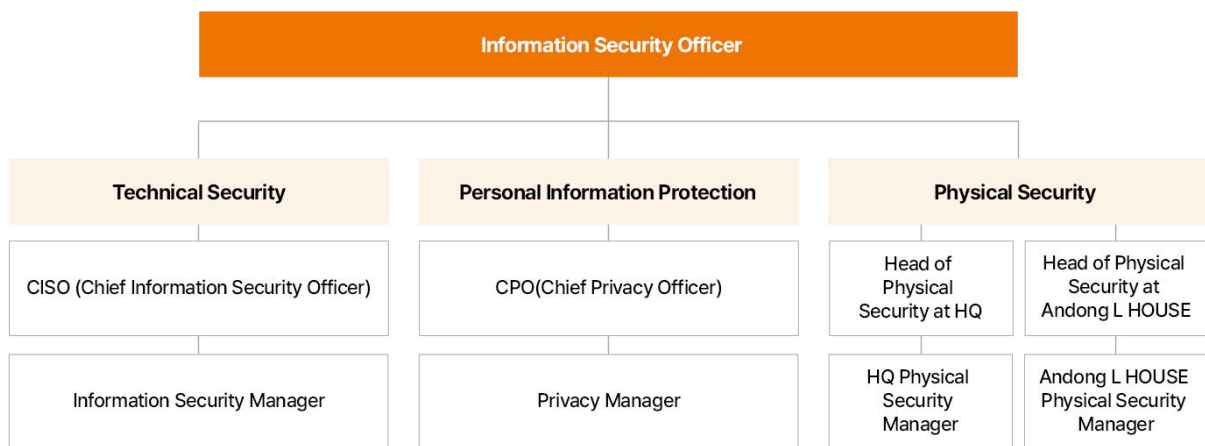 Information Security Officer
Technical Security
Personal Information Protection
Physical Security
CISO (Chief Information Security Officer)
CPO(Chief Privacy Officer)
Head of
Physical
Security at HQ
Head of Physical
Security at
Andong L HOUSE
Information Security Manager
Privacy Manager
HQ Physical
Security
Manager
Andong L HOUSE
Physical Security
Manager